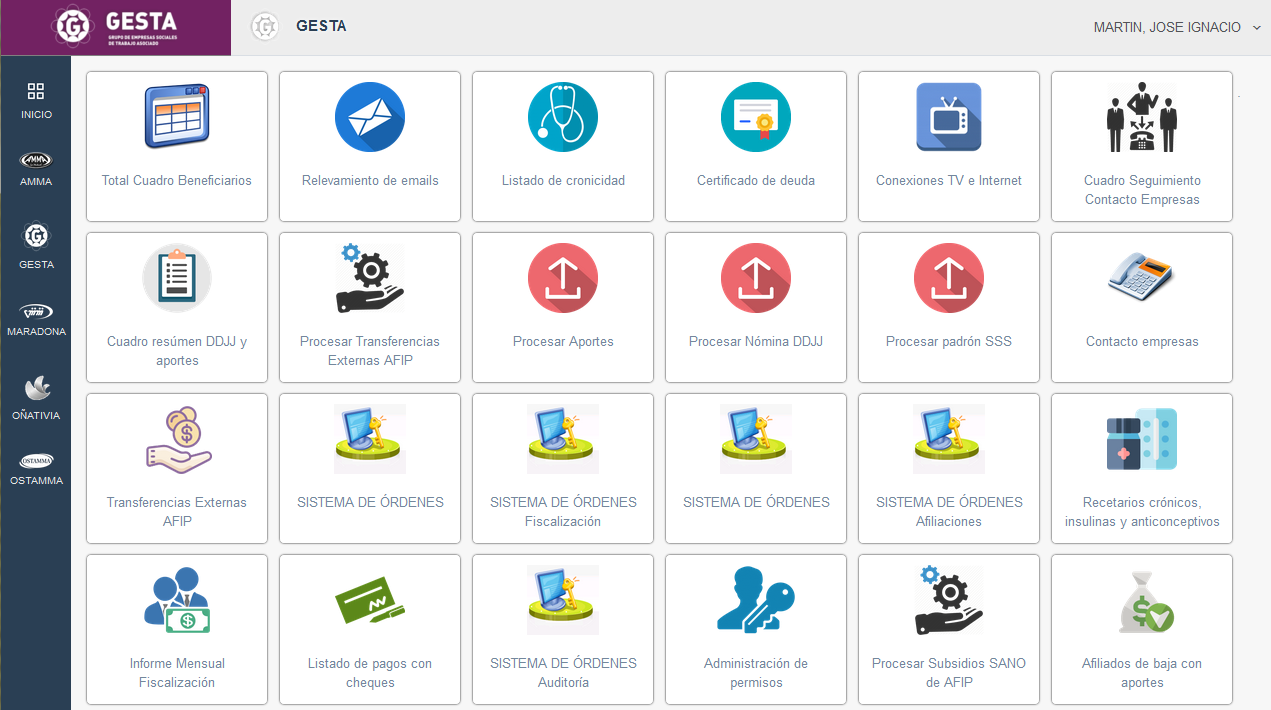 GESTA
GRUPO DE EMPRESAS SOCIALES
DE TRABAJO ASOCIADO
GESTA
MARTIN, JOSE IGNACIO
INICIO
AMMA
AMMA
GESTA
MARADONA
OÑATIVIA
OSTAMMA
OSTAMMA
Total Cuadro Beneficiarios
Relevamiento de emails
Listado de cronicidad
Certificado de deuda
Conexiones TV e Internet
Cuadro Seguimiento
Contacto Empresas
Cuadro resúmen DDJJ y
aportes
Procesar Transferencias
Externas AFIP
Procesar Aportes
Procesar Nómina DDJJ
Procesar padrón SSS
Contacto empresas
Transferencias Externas
AFIP
SISTEMA DE ÓRDENES
SISTEMA DE ÓRDENES
Fiscalización
SISTEMA DE ÓRDENES
SISTEMA DE ÓRDENES
Afiliaciones
Recetarios crónicos,
insulinas y anticonceptivos
Informe Mensual
Fiscalización
Listado de pagos con
cheques
SISTEMA DE ÓRDENES
Auditoría
Administración de
permisos
Procesar Subsidios SANO
de AFIP
Afiliados de baja con
aportes